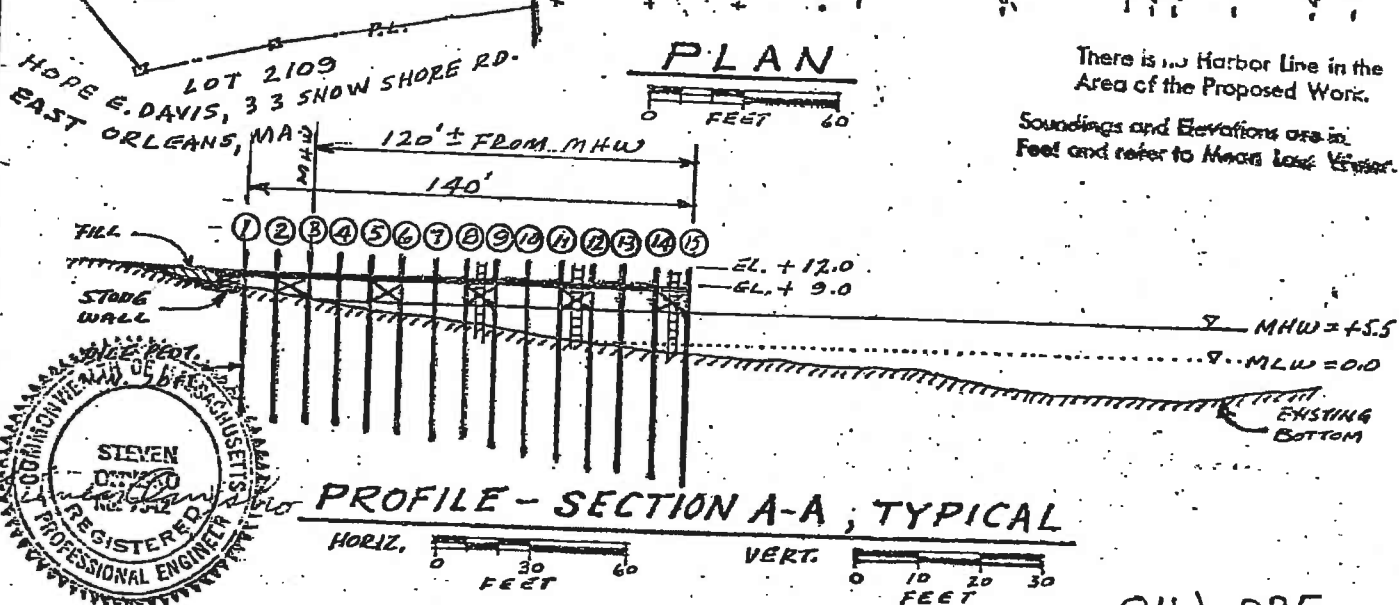 P.L.
LOT 2109
HOPE E. DAVIS, 33 SNOW SHORE RD.
EAST ORLEANS, MA
PLAN
0 FEET 60
There is no Harbor Line in the
Area of the Proposed Work.
Soundings and Elevations are in
Feet and refer to Mean Low Water.
MHW
120' ± FROM MHW
140'
1 2 3 4 5 6 7 8 9 10 11 12 13 14 15
FILL
STONE
WALL
EL. + 12.0
EL. + 9.0
MHW = +5.5
MLW = 0.0
EXISTING
BOTTOM
COMMONWEALTH OF MASSACHUSETTS
STEVEN
REGISTERED
PROFESSIONAL ENGINEER
PROFILE - SECTION A-A, TYPICAL
HORIZ.
0 30 60
FEET
VERT.
0 10 20 30
FEET